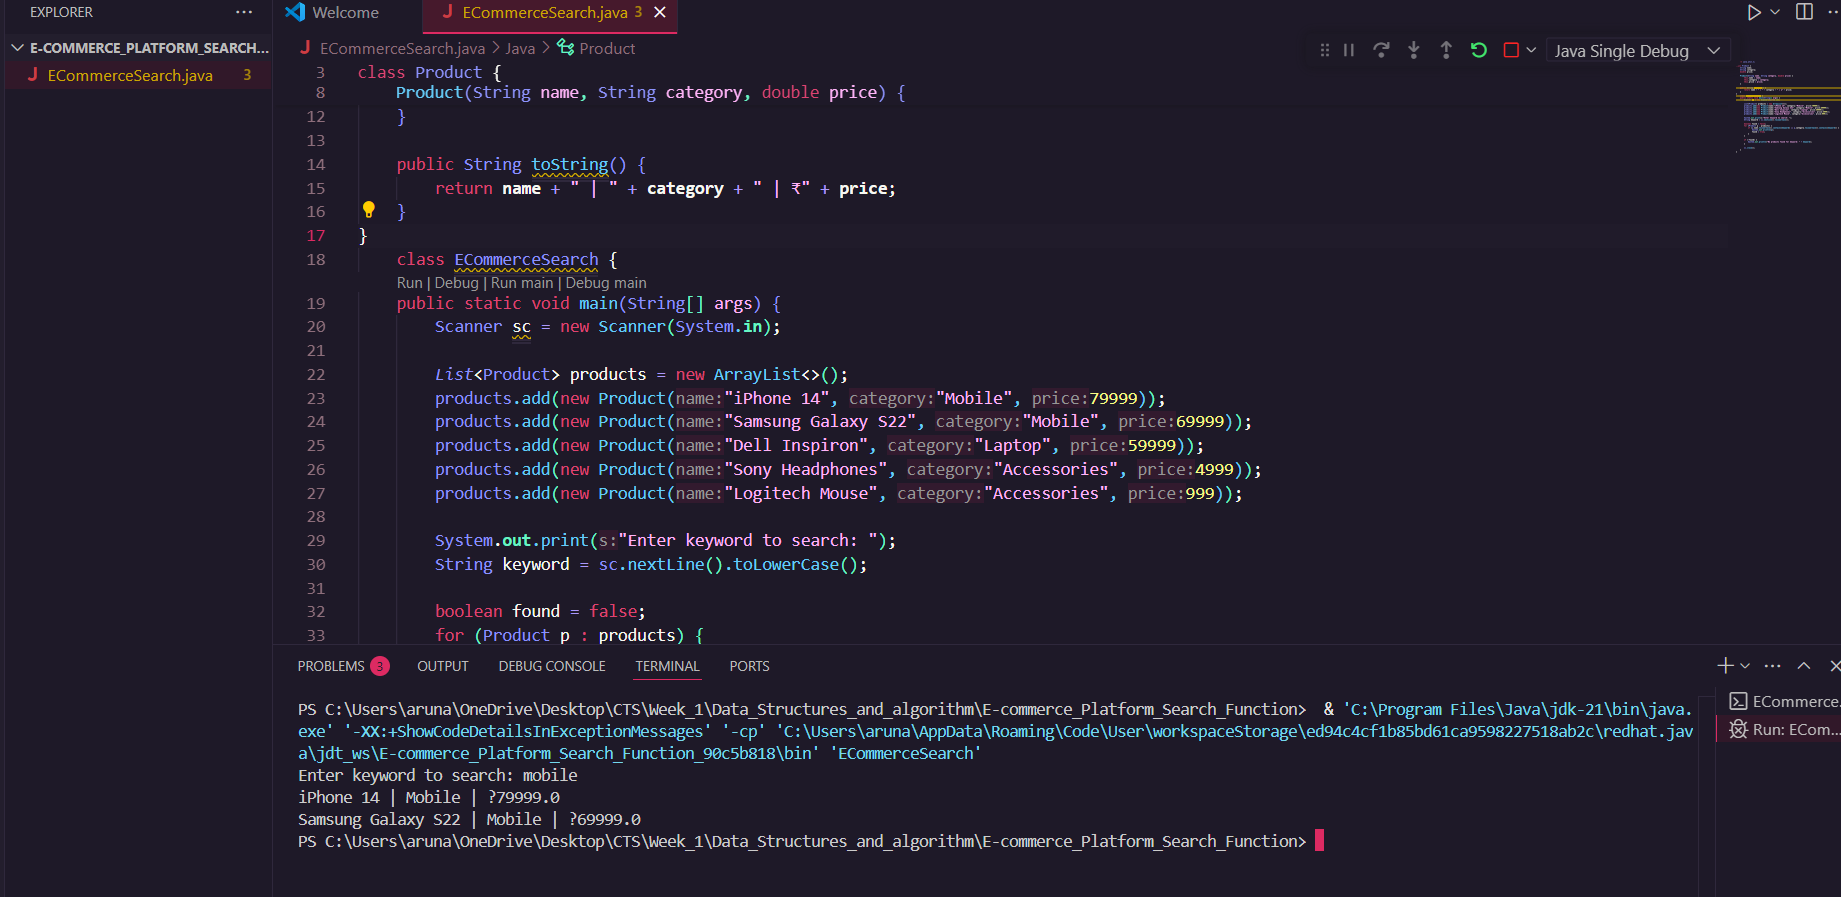 EXPLORER
Welcome
J ECommerceSearch.java 3
E-COMMERCE_PLATFORM_SEARCH...
J ECommerceSearch.java 3
J ECommerceSearch.java > Java > Product
Java Single Debug
3 class Product {
8 Product(String name, String category, double price) {
12 }
13
14 public String toString() {
15 return name + " | " + category + " | ₹" + price;
16 }
17 }
18 class ECommerceSearch {
Run | Debug | Run main | Debug main
19 public static void main(String[] args) {
20 Scanner sc = new Scanner(System.in);
21
22 List<Product> products = new ArrayList<>();
23 products.add(new Product(name:"iPhone 14", category:"Mobile", price:79999));
24 products.add(new Product(name:"Samsung Galaxy S22", category:"Mobile", price:69999));
25 products.add(new Product(name:"Dell Inspiron", category:"Laptop", price:59999));
26 products.add(new Product(name:"Sony Headphones", category:"Accessories", price:4999));
27 products.add(new Product(name:"Logitech Mouse", category:"Accessories", price:999));
28
29 System.out.print(s:"Enter keyword to search: ");
30 String keyword = sc.nextLine().toLowerCase();
31
32 boolean found = false;
33 for (Product p : products) {
PROBLEMS 3 OUTPUT DEBUG CONSOLE TERMINAL PORTS
PS C:\Users\aruna\OneDrive\Desktop\CTS\Week_1\Data_Structures_and_algorithm\E-commerce_Platform_Search_Function> & 'C:\Program Files\Java\jdk-21\bin\java.
exe' '-XX:+ShowCodeDetailsInExceptionMessages' '-cp' 'C:\Users\aruna\AppData\Roaming\Code\User\workspaceStorage\ed94c4cf1b85bd61ca9598227518ab2c\redhat.jav
a\jdt_ws\E-commerce_Platform_Search_Function_90c5b818\bin' 'ECommerceSearch'
Enter keyword to search: mobile
iPhone 14 | Mobile | ?79999.0
Samsung Galaxy S22 | Mobile | ?69999.0
PS C:\Users\aruna\OneDrive\Desktop\CTS\Week_1\Data_Structures_and_algorithm\E-commerce_Platform_Search_Function>
ECommerce.
Run: ECom...